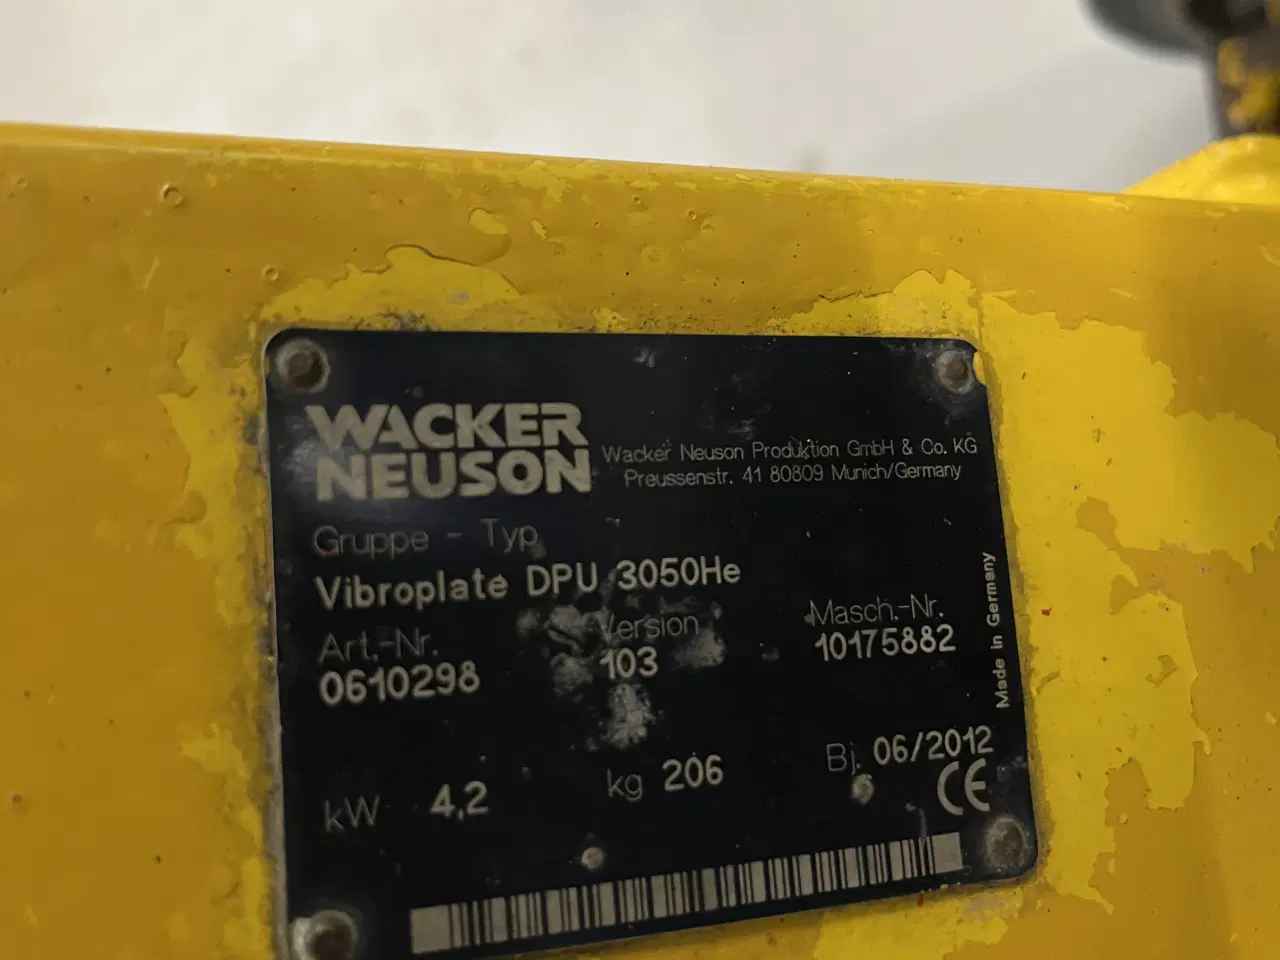 WACKER
NEUSON
Wacker Neuson Produktion GmbH & Co. KG
Preussenstr. 41 80809 Munich/Germany
Gruppe - Typ
Vibroplate DPU 3050He
Art.-Nr. Version Masch.-Nr.
0610298 103 10175882
kW 4,2 kg 206 Bj. 06/2012
CE
Made in Germany